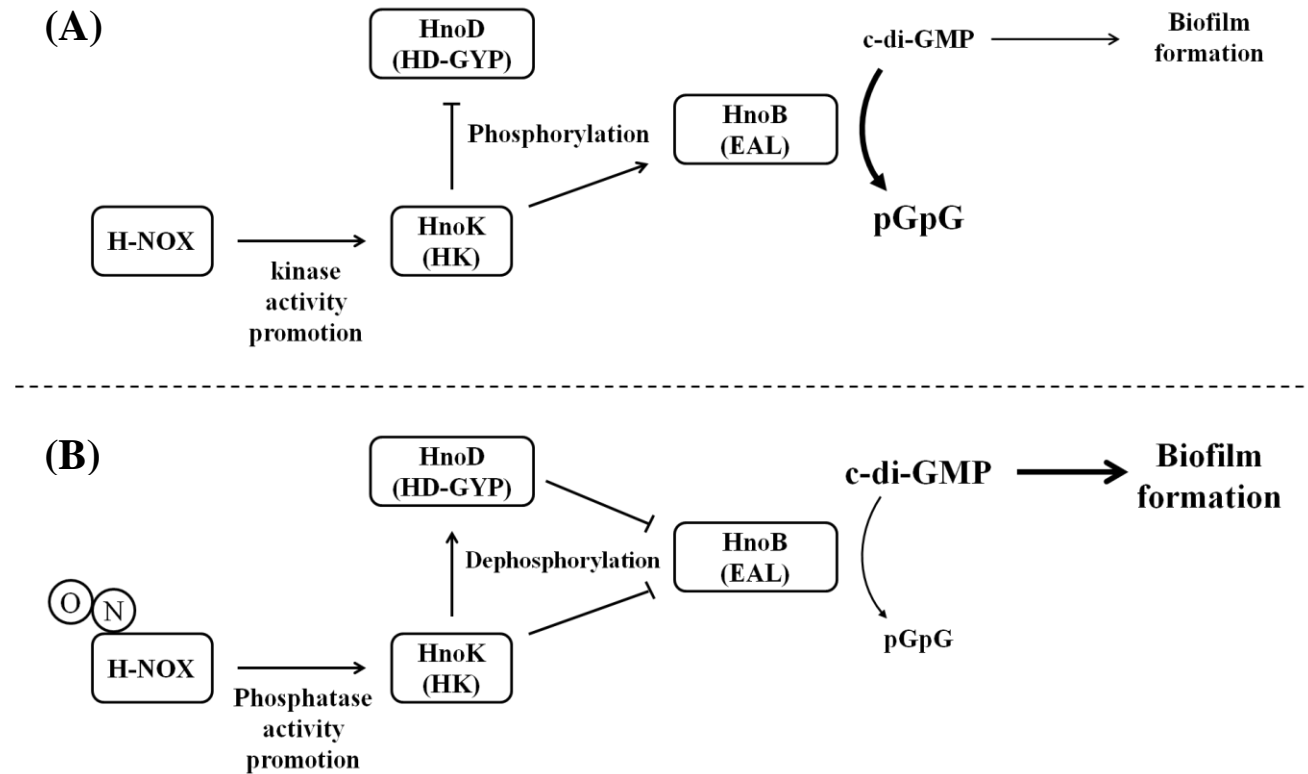 (A)
HnoD
(HD-GYP)
c-di-GMP
Biofilm
formation
Phosphorylation
HnoB
(EAL)
pGpG
H-NOX
HnoK
(HK)
kinase
activity
promotion
(B)
HnoD
(HD-GYP)
c-di-GMP
Biofilm
formation
Dephosphorylation
HnoB
(EAL)
O N
H-NOX
HnoK
(HK)
pGpG
Phosphatase
activity
promotion